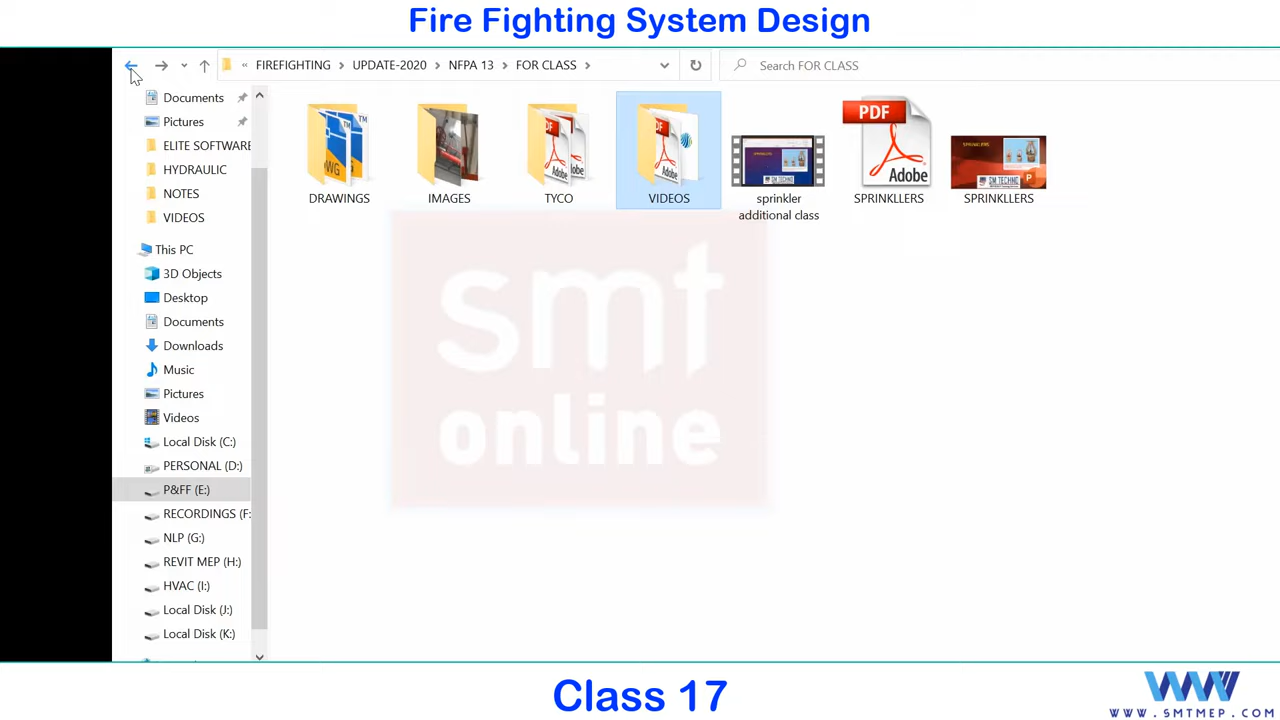 Fire Fighting System Design
« FIREFIGHTING › UPDATE-2020 › NFPA 13 › FOR CLASS ›
Search FOR CLASS
Documents
Pictures
ELITE SOFTWARE
HYDRAULIC
NOTES
VIDEOS
This PC
3D Objects
Desktop
Documents
Downloads
Music
Pictures
Videos
Local Disk (C:)
PERSONAL (D:)
P&FF (E:)
RECORDINGS (F:
NLP (G:)
REVIT MEP (H:)
HVAC (I:)
Local Disk (J:)
Local Disk (K:)
DRAWINGS
IMAGES
TYCO
VIDEOS
sprinkler
additional class
PDF
Adobe
SPRINKLLERS
SPRINKLLERS
smt
online
Class 17
WWW.SMTMEP.COM